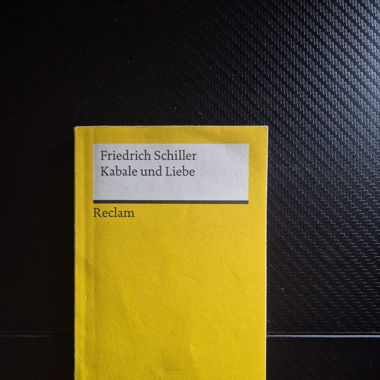 Friedrich Schiller
Kabale und Liebe
Reclam